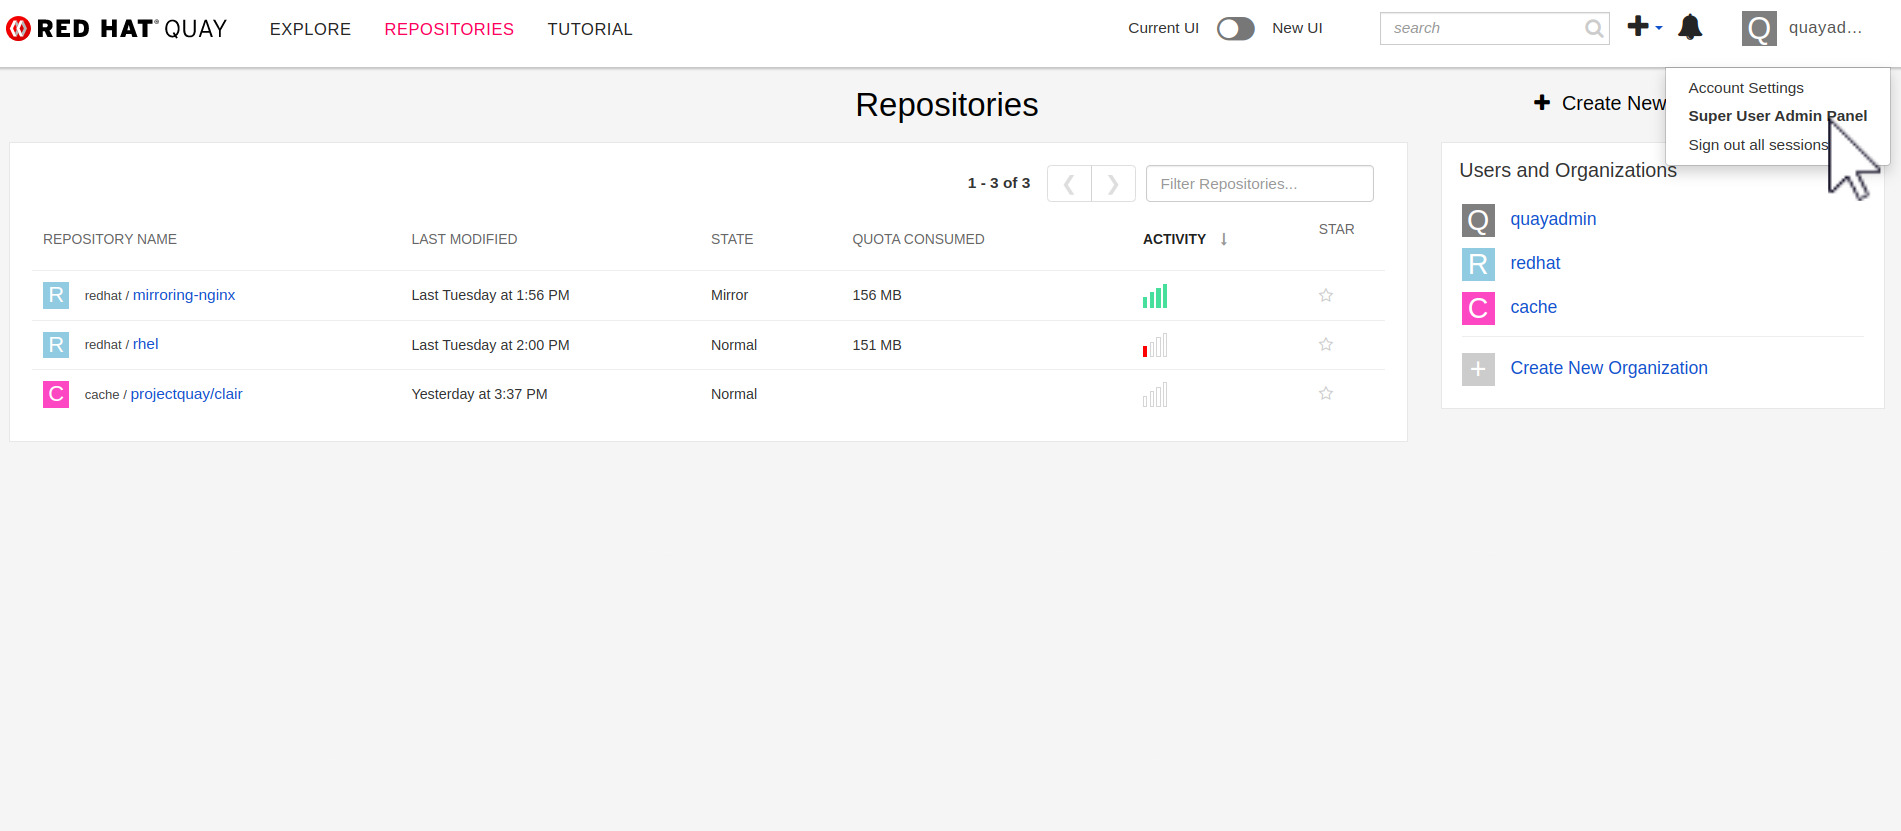 RED HAT® QUAY EXPLORE REPOSITORIES TUTORIAL Current UI New UI search Q quayad...
Account Settings
Super User Admin Panel
Sign out all sessions
Repositories Create New
1 - 3 of 3 Filter Repositories...
REPOSITORY NAME LAST MODIFIED STATE QUOTA CONSUMED ACTIVITY STAR
R redhat / mirroring-nginx Last Tuesday at 1:56 PM Mirror 156 MB
R redhat / rhel Last Tuesday at 2:00 PM Normal 151 MB
C cache / projectquay/clair Yesterday at 3:37 PM Normal
Users and Organizations
Q quayadmin
R redhat
C cache
+ Create New Organization